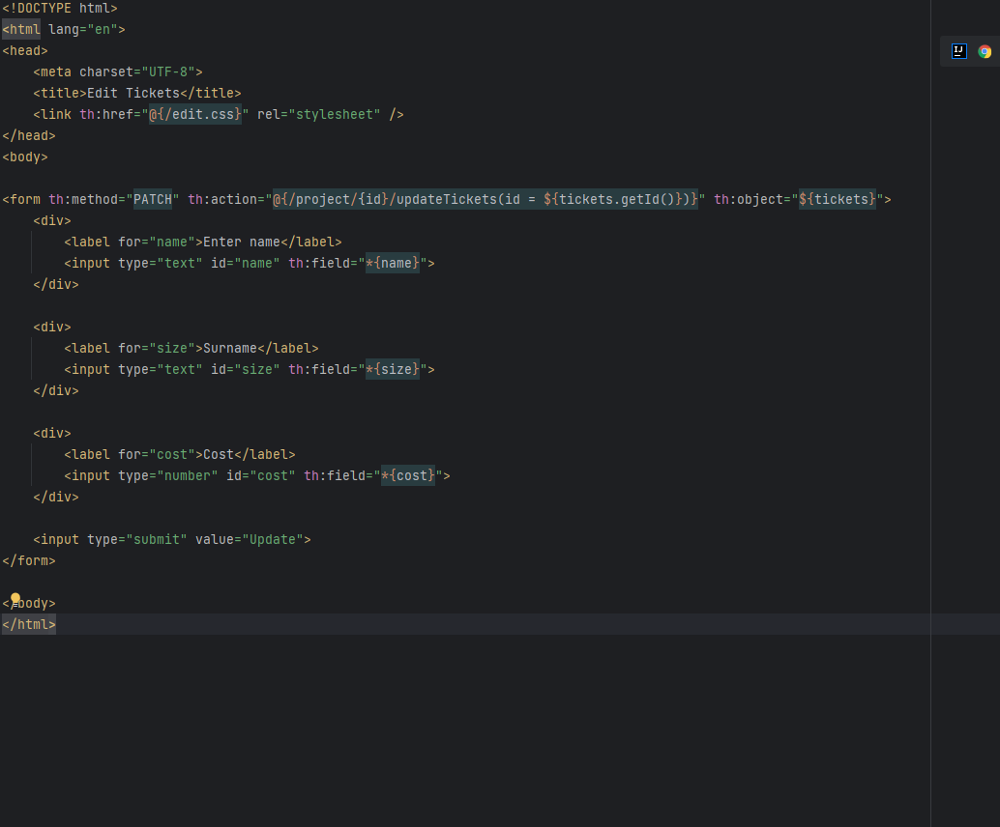 <!DOCTYPE html>
<html lang="en">
<head>
    <meta charset="UTF-8">
    <title>Edit Tickets</title>
    <link th:href="@{/edit.css}" rel="stylesheet" />
</head>
<body>

<form th:method="PATCH" th:action="@{/project/{id}/updateTickets(id = ${tickets.getId()})}" th:object="${tickets}">
    <div>
        <label for="name">Enter name</label>
        <input type="text" id="name" th:field="*{name}">
    </div>

    <div>
        <label for="size">Surname</label>
        <input type="text" id="size" th:field="*{size}">
    </div>

    <div>
        <label for="cost">Cost</label>
        <input type="number" id="cost" th:field="*{cost}">
    </div>

    <input type="submit" value="Update">
</form>

</body>
</html>
IJ